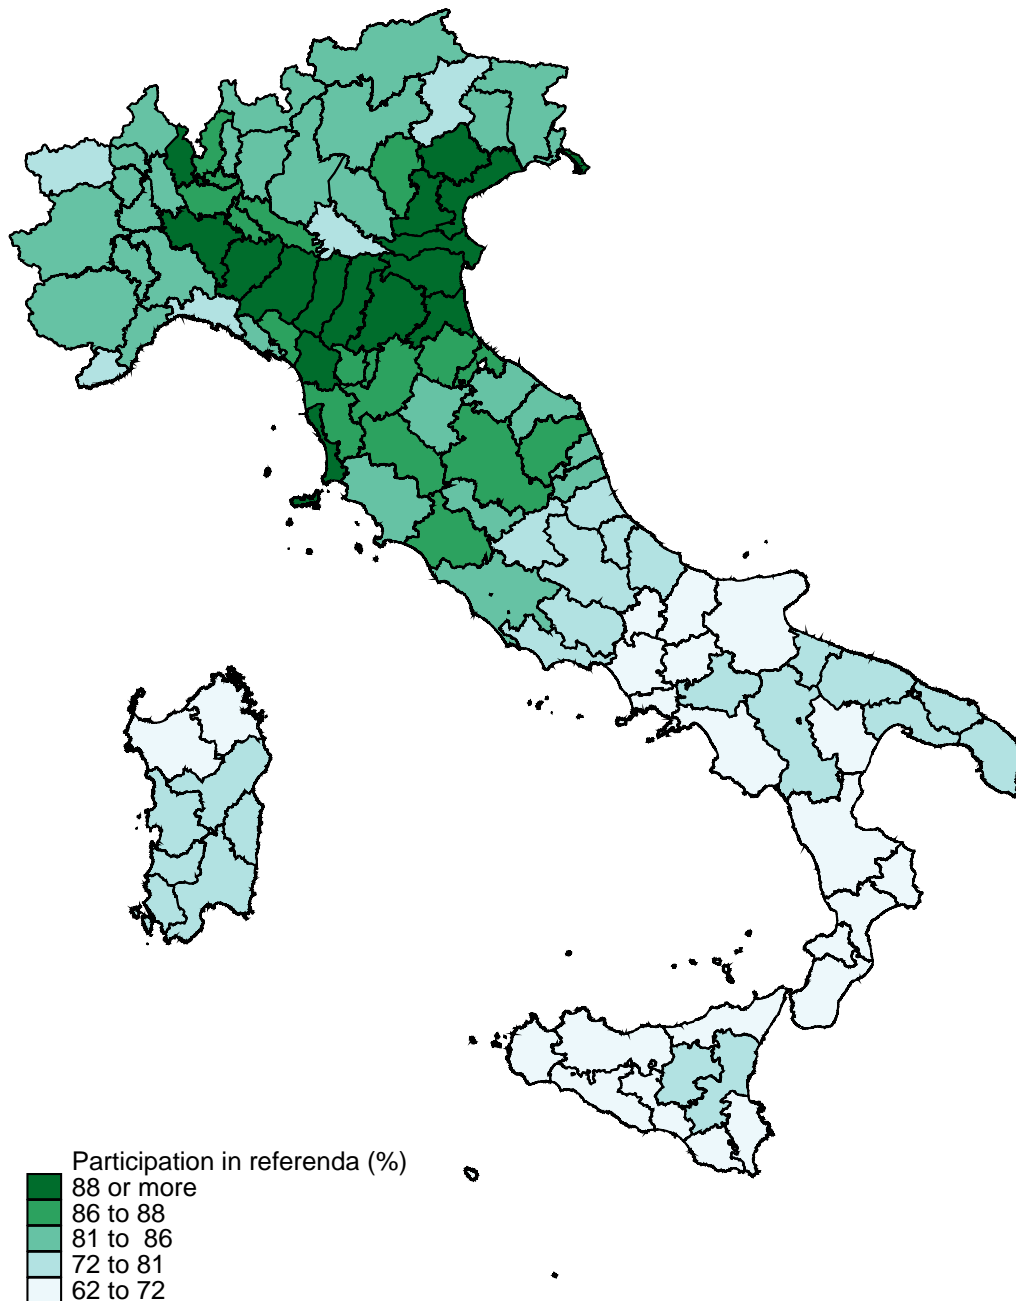 Participation in referenda (%)
88 or more
86 to 88
81 to  86
72 to 81
62 to 72